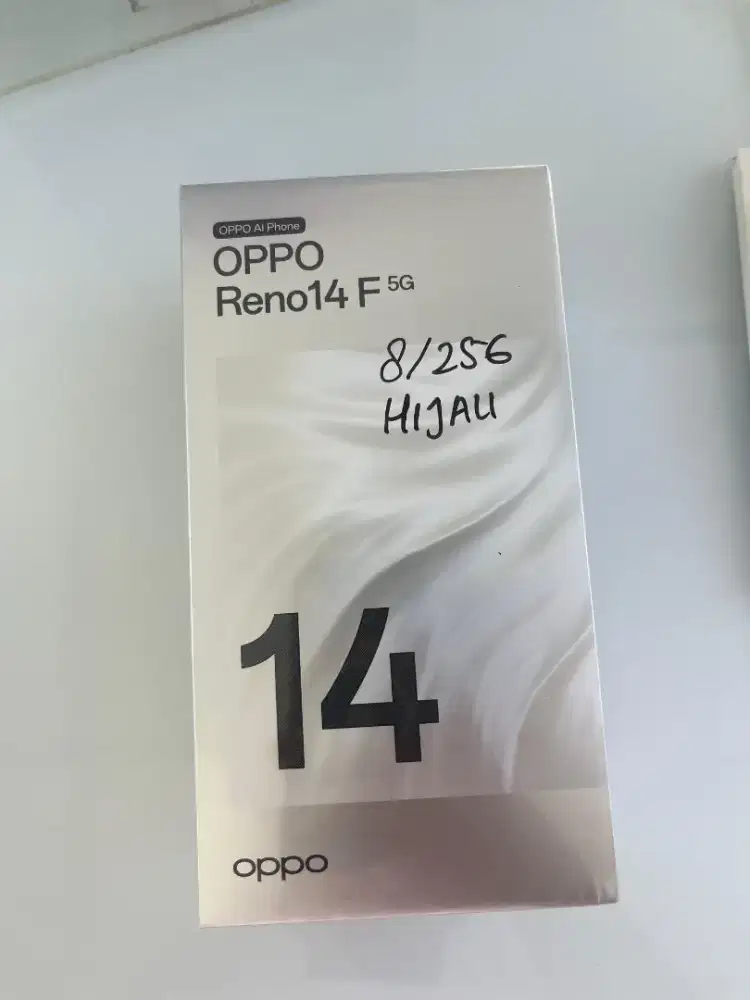 OPPO AI Phone
OPPO
Reno14 F 5G
8/256
HIJAU
14
oppo